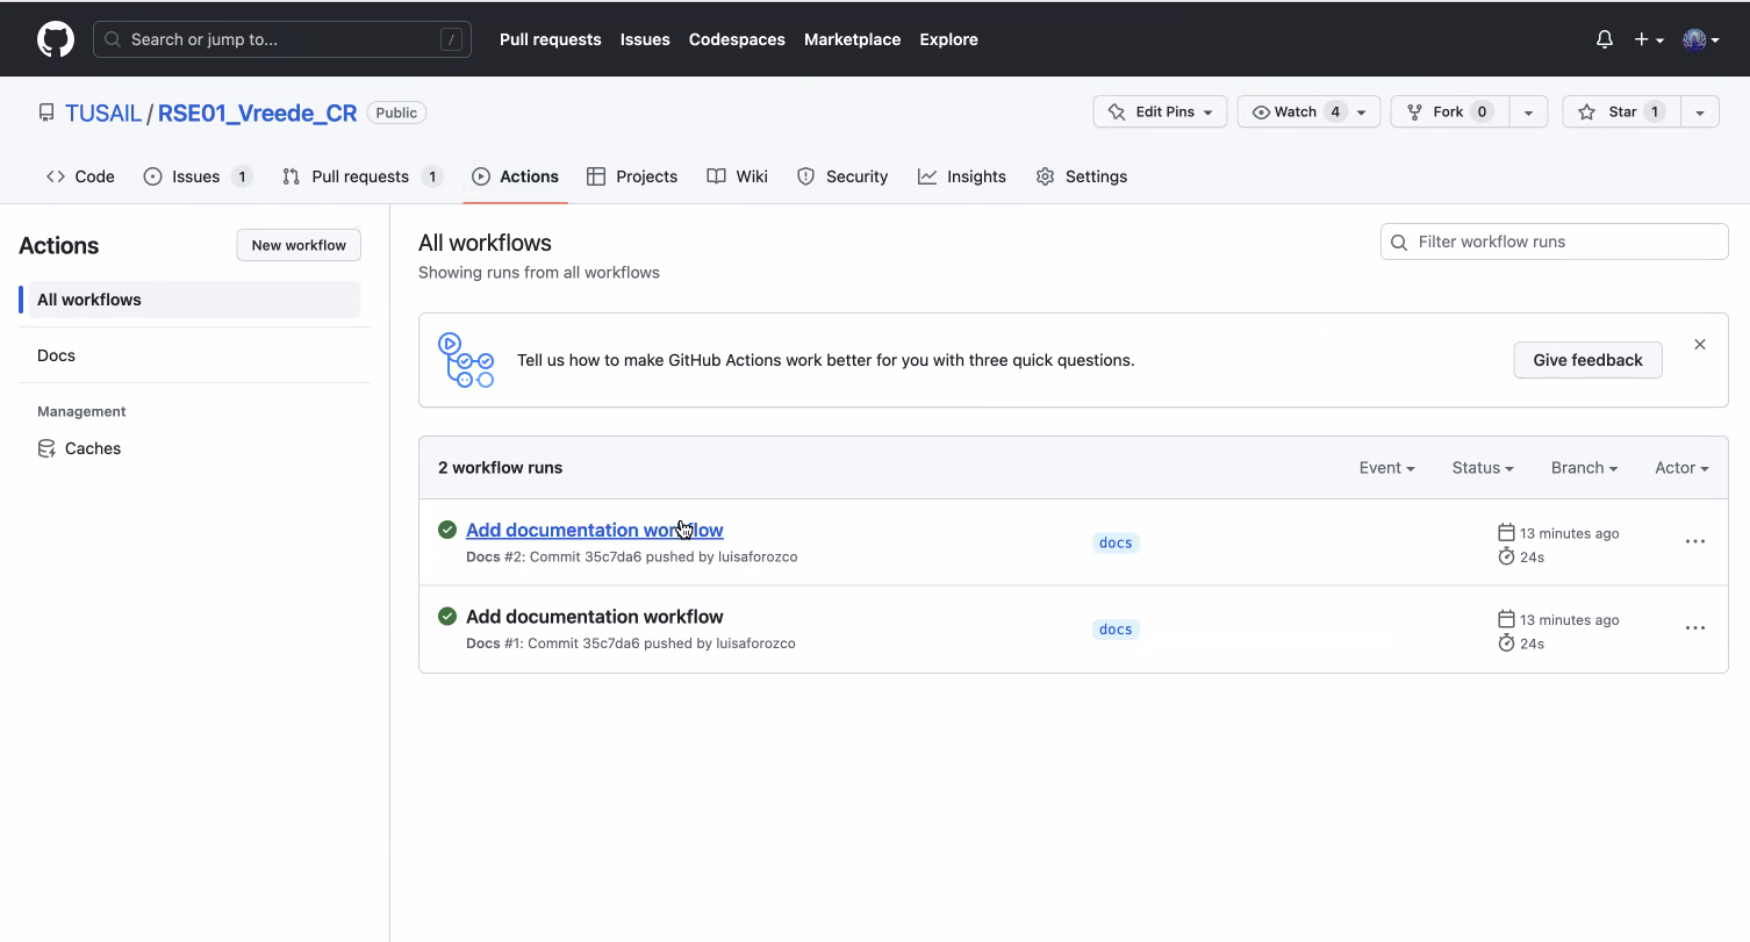 Search or jump to... /
Pull requests Issues Codespaces Marketplace Explore
TUSAIL / RSE01_Vreede_CR Public
Edit Pins Watch 4 Fork 0 Star 1
Code Issues 1 Pull requests 1 Actions Projects Wiki Security Insights Settings
Actions
New workflow
All workflows
Docs
Management
Caches
All workflows
Showing runs from all workflows
Filter workflow runs
Tell us how to make GitHub Actions work better for you with three quick questions.
Give feedback
2 workflow runs
Event Status Branch Actor
Add documentation workflow
Docs #2: Commit 35c7da6 pushed by luisaforozco
docs
13 minutes ago
24s
Add documentation workflow
Docs #1: Commit 35c7da6 pushed by luisaforozco
docs
13 minutes ago
24s